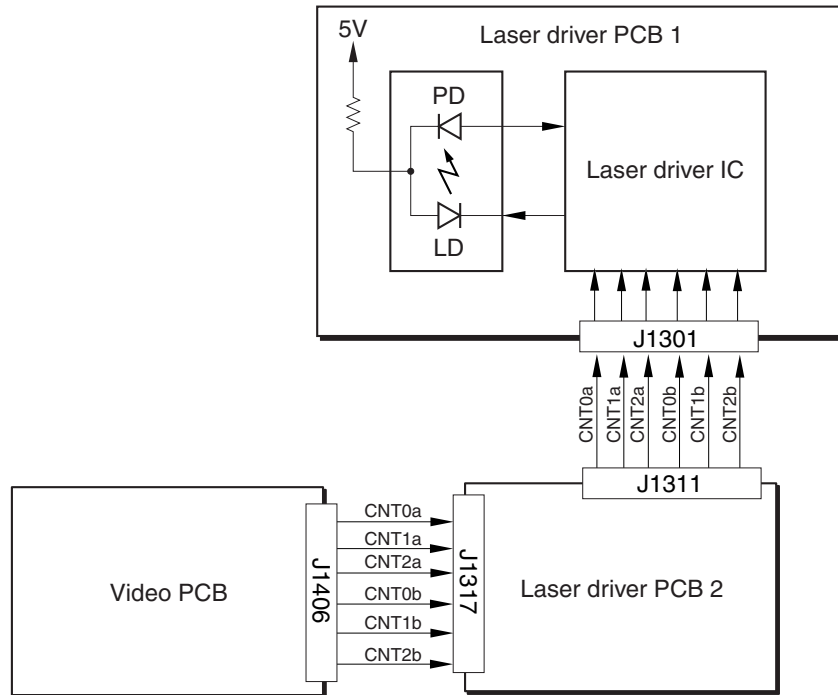 5V
Laser driver PCB 1
PD
Laser driver IC
LD
J1301
CNT0a
CNT1a
CNT2a
CNT0b
CNT1b
CNT2b
J1311
Video PCB
J1406
CNT0a
CNT1a
CNT2a
CNT0b
CNT1b
CNT2b
J1317
Laser driver PCB 2